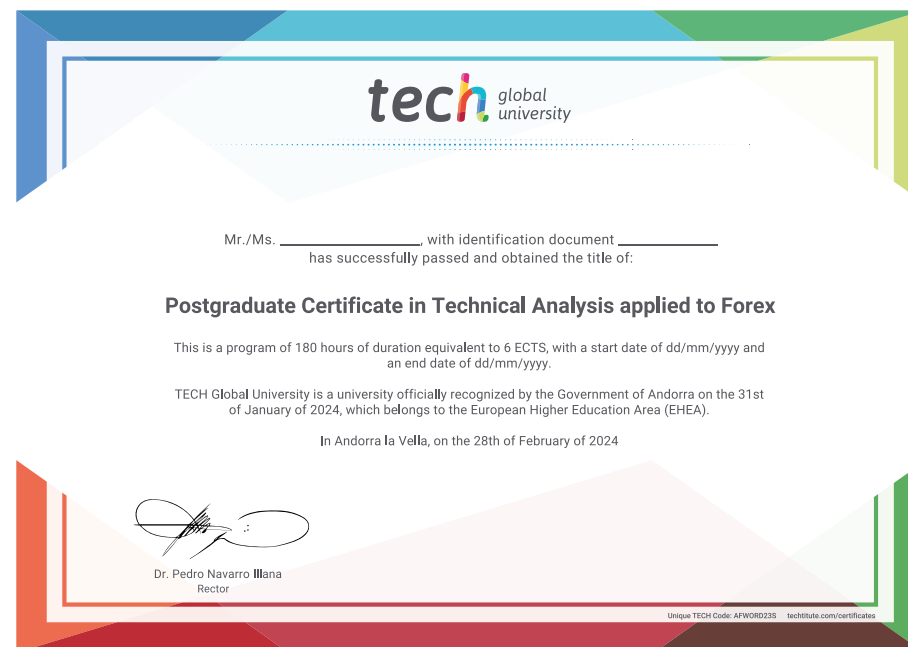 tech global
university
Mr./Ms. ____________________, with identification document ______________
has successfully passed and obtained the title of:
Postgraduate Certificate in Technical Analysis applied to Forex
This is a program of 180 hours of duration equivalent to 6 ECTS, with a start date of dd/mm/yyyy and
an end date of dd/mm/yyyy.
TECH Global University is a university officially recognized by the Government of Andorra on the 31st
of January of 2024, which belongs to the European Higher Education Area (EHEA).
In Andorra la Vella, on the 28th of February of 2024
Dr. Pedro Navarro Illana
Rector
Unique TECH Code: AFWORD23S techtitute.com/certificates